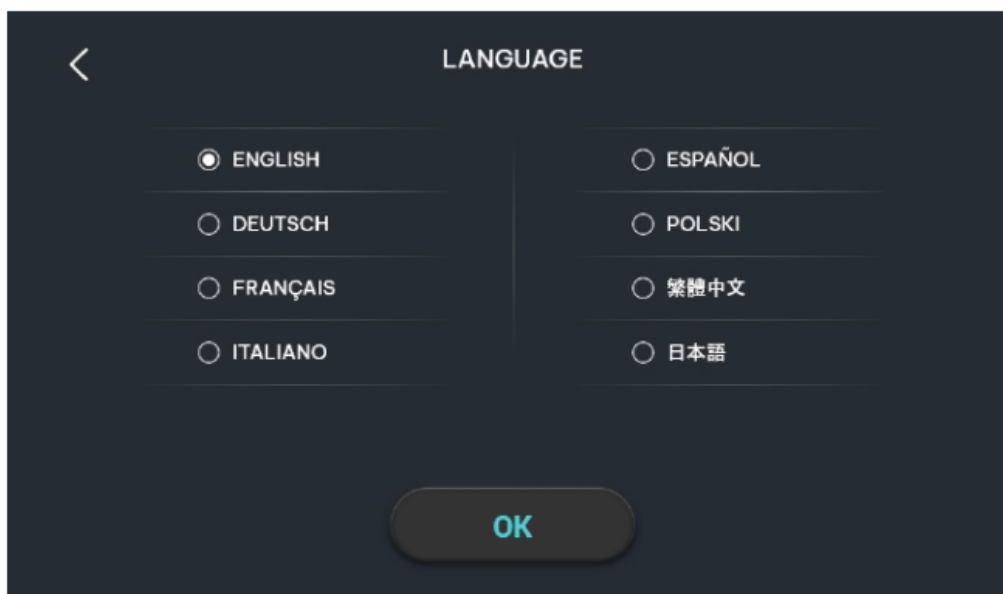 LANGUAGE
ENGLISH
DEUTSCH
FRANÇAIS
ITALIANO
ESPAÑOL
POLSKI
繁體中文
日本語
OK